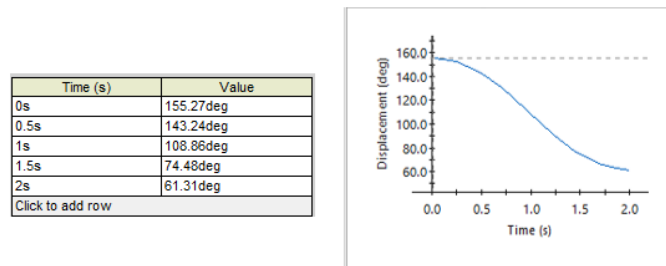 Time (s) Value
0s 155.27deg
0.5s 143.24deg
1s 108.86deg
1.5s 74.48deg
2s 61.31deg
Click to add row
Displacement (deg)
160.0
140.0
120.0
100.0
80.0
60.0
0.0 0.5 1.0 1.5 2.0
Time (s)